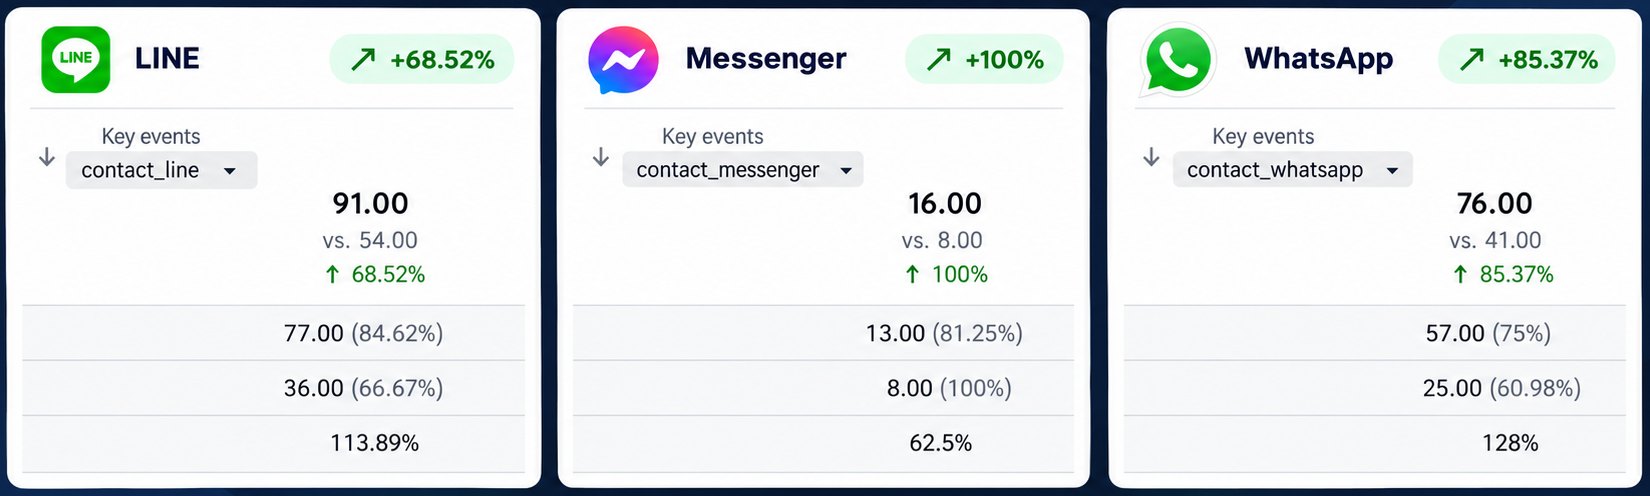 LINE
LINE
↗ +68.52%
Key events
↓ contact_line ▾
91.00
vs. 54.00
↑ 68.52%
77.00 (84.62%)
36.00 (66.67%)
113.89%
Messenger
↗ +100%
Key events
↓ contact_messenger ▾
16.00
vs. 8.00
↑ 100%
13.00 (81.25%)
8.00 (100%)
62.5%
WhatsApp
↗ +85.37%
Key events
↓ contact_whatsapp ▾
76.00
vs. 41.00
↑ 85.37%
57.00 (75%)
25.00 (60.98%)
128%